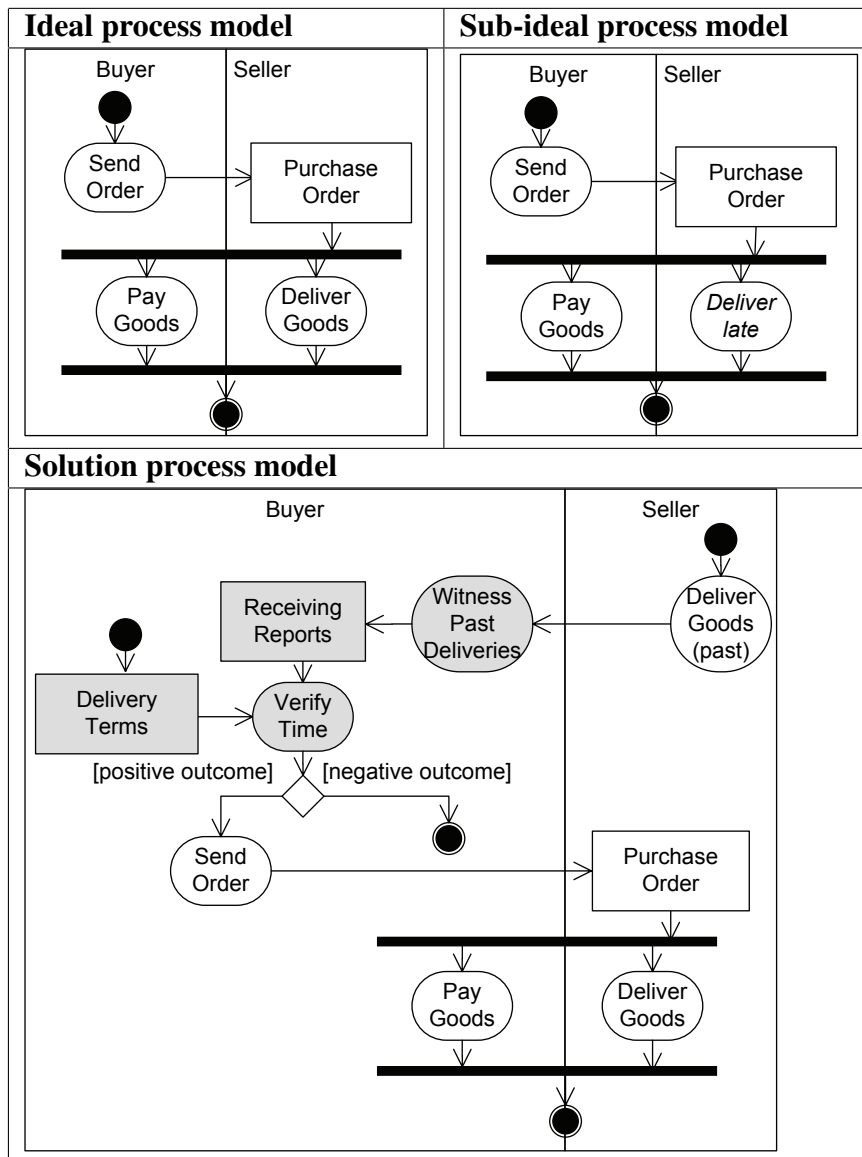 Ideal process model
Buyer
Seller
Send
Order
Purchase
Order
Pay
Goods
Deliver
Goods
Sub-ideal process model
Buyer
Seller
Send
Order
Purchase
Order
Pay
Goods
Deliver
late
Solution process model
Buyer
Seller
Receiving
Reports
Witness
Past
Deliveries
Deliver
Goods
(past)
Delivery
Terms
Verify
Time
[positive outcome]
[negative outcome]
Send
Order
Purchase
Order
Pay
Goods
Deliver
Goods